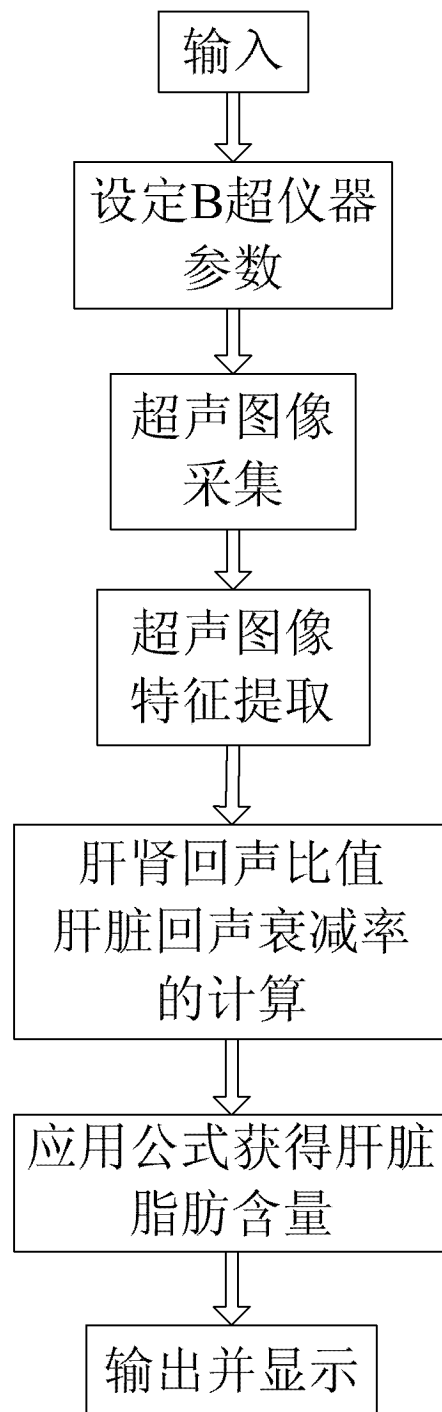 输入
设定B超仪器
参数
超声图像
采集
超声图像
特征提取
肝肾回声比值
肝脏回声衰减率
的计算
应用公式获得肝脏
脂肪含量
输出并显示